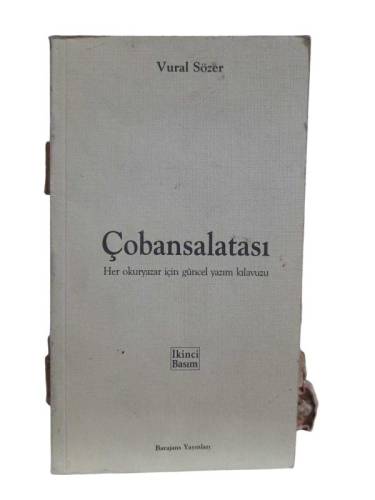 Vural Sözer
Çobansalatası
Her okuryazar için güncel yazım kılavuzu
İkinci
Basım
Barajans Yayınları